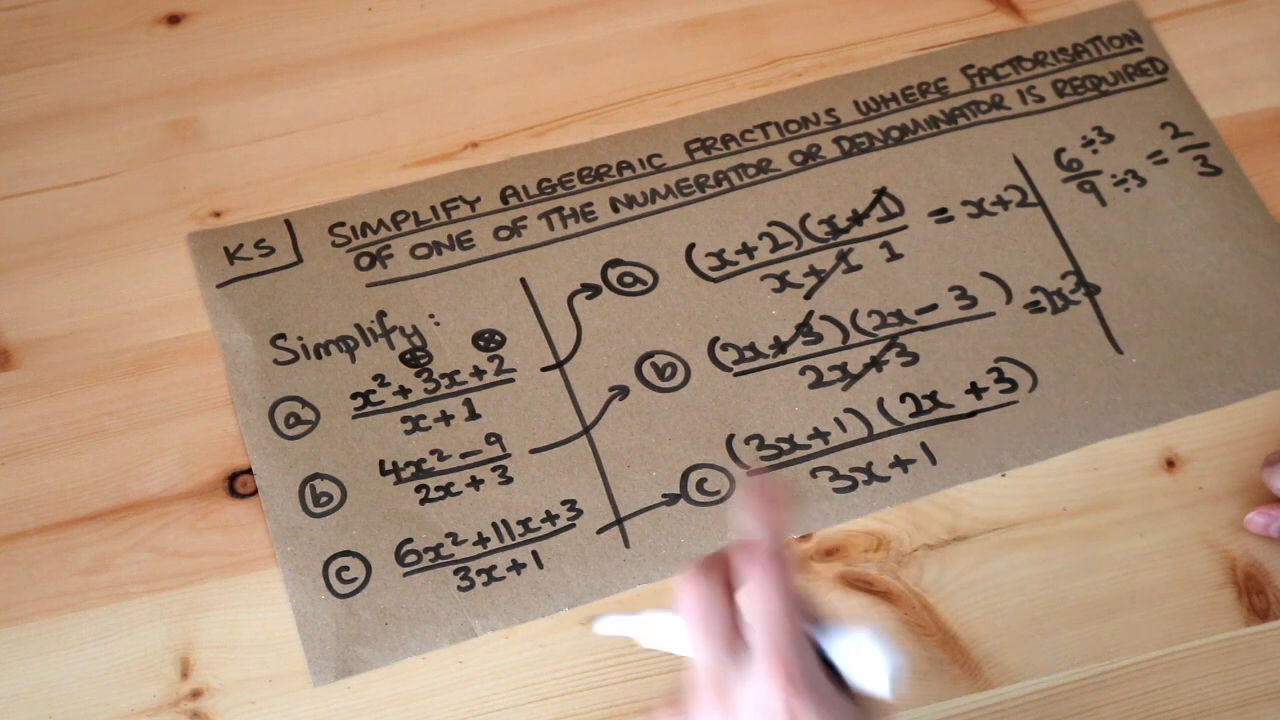 SIMPLIFY ALGEBRAIC FRACTIONS WHERE FACTORISATION
OF ONE OF THE NUMERATOR OR DENOMINATOR IS REQUIRED
KS
Simplify:
+ ×
a x²+3x+2
x+1
b 4x²-9
2x+3
c 6x²+11x+3
3x+1
a (x+2)(x+1) = x+2
x+1 1
b (2x+3)(2x-3) = 2x-3
2x+3
c (3x+1)(2x+3)
3x+1
6 ÷3 = 2
9 ÷3 3